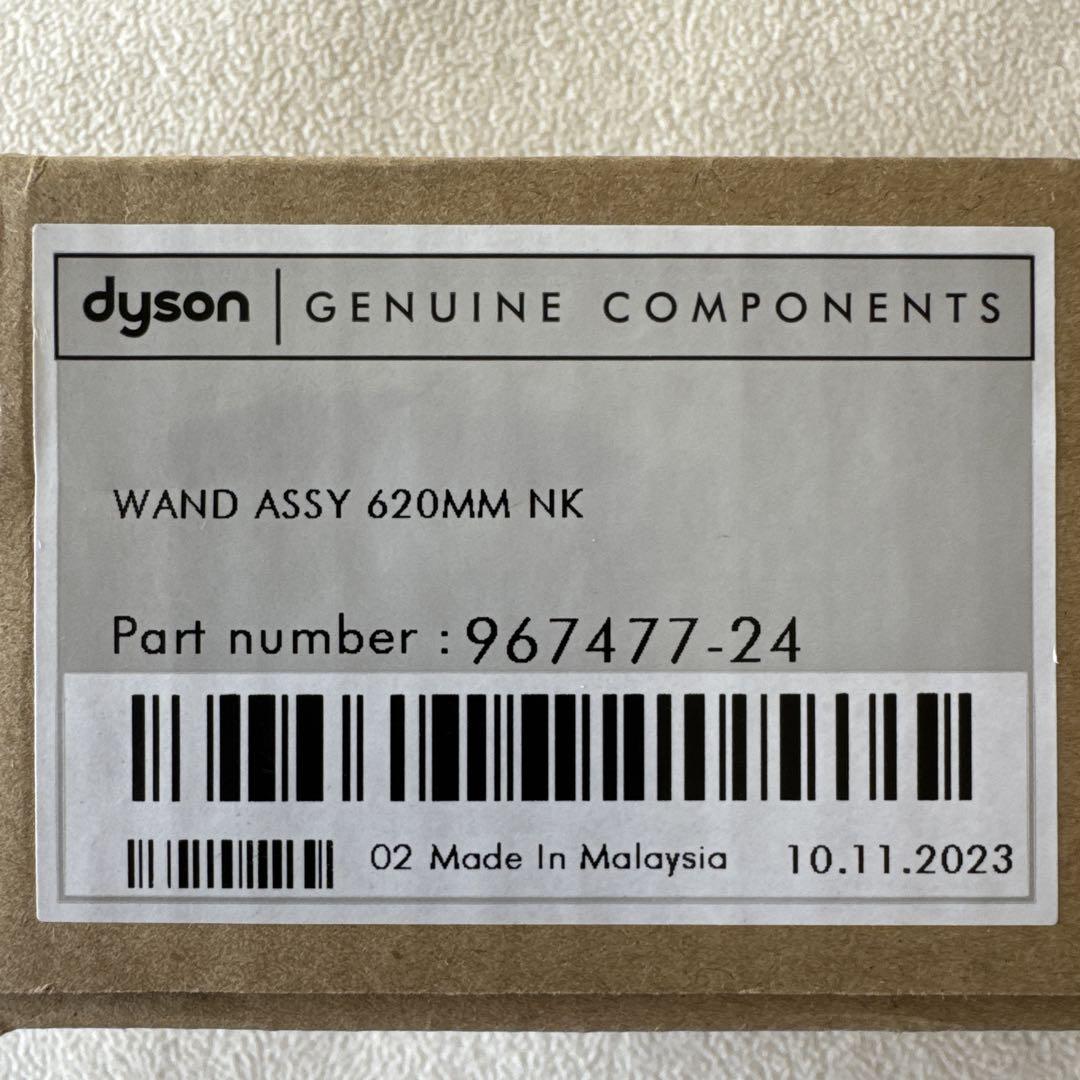 dyson GENUINE COMPONENTS
WAND ASSY 620MM NK
Part number : 967477-24
02 Made In Malaysia 10.11.2023